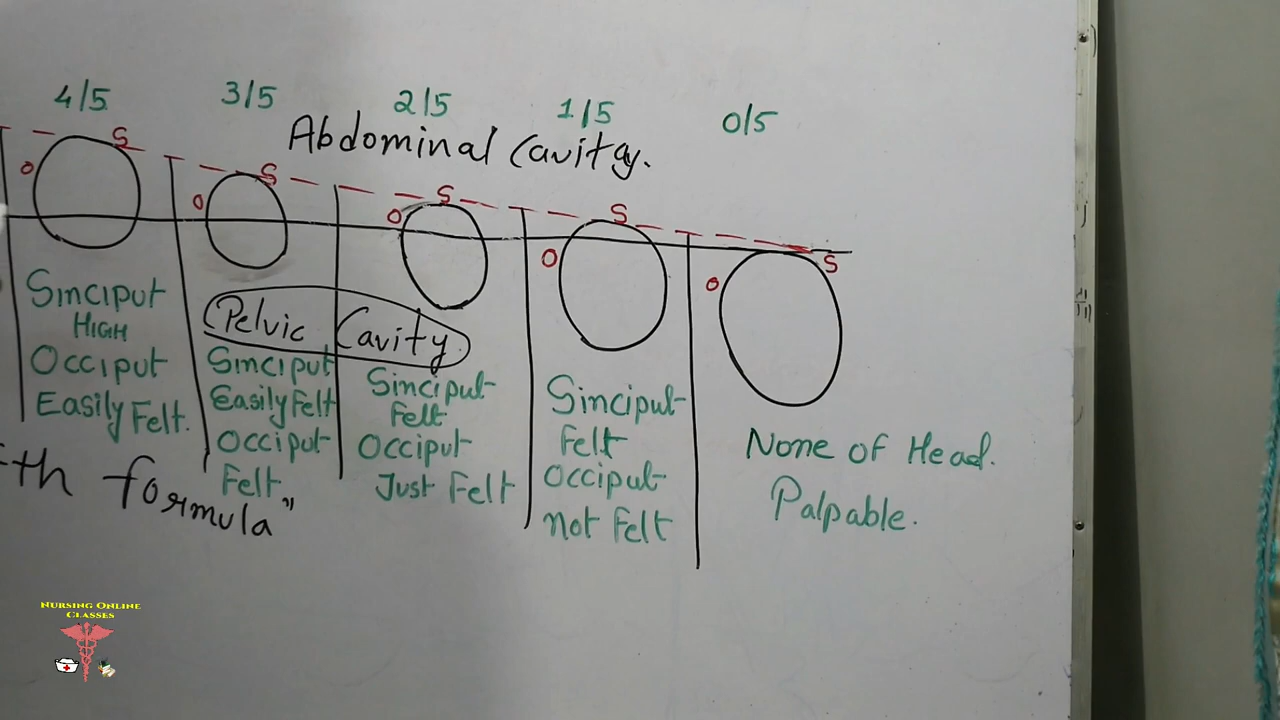 4/5
3/5
2/5
1/5
0/5
Abdominal Cavity.
S
O
S
O
S
O
S
O
S
O
Pelvic Cavity
Sinciput
HIGH
Occiput
Easily Felt.
Sinciput
Easily Felt
Occiput
Felt
Sinciput
Felt
Occiput
Just Felt
Sinciput
Felt
Occiput
Not Felt
None of Head.
Palpable.
th formula"
NURSING ONLINE
CLASSES